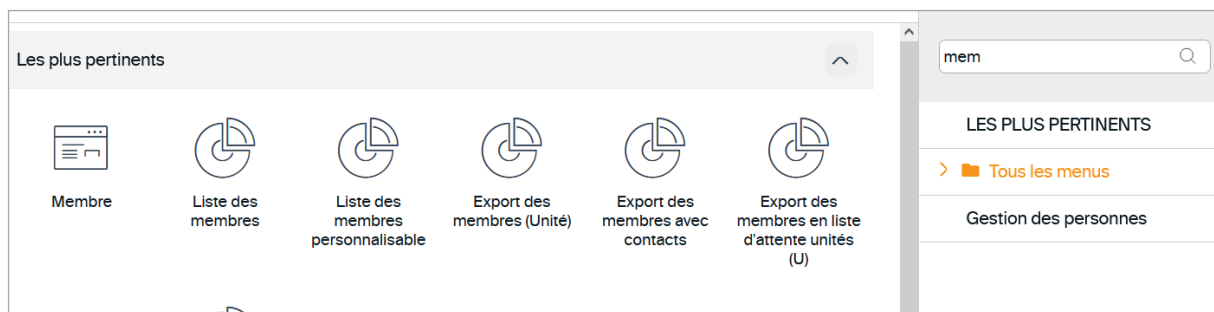 Les plus pertinents
mem
LES PLUS PERTINENTS
Tous les menus
Gestion des personnes
Membre
Liste des
membres
Liste des
membres
personnalisable
Export des
membres (Unité)
Export des
membres avec
contacts
Export des
membres en liste
d'attente unités
(U)